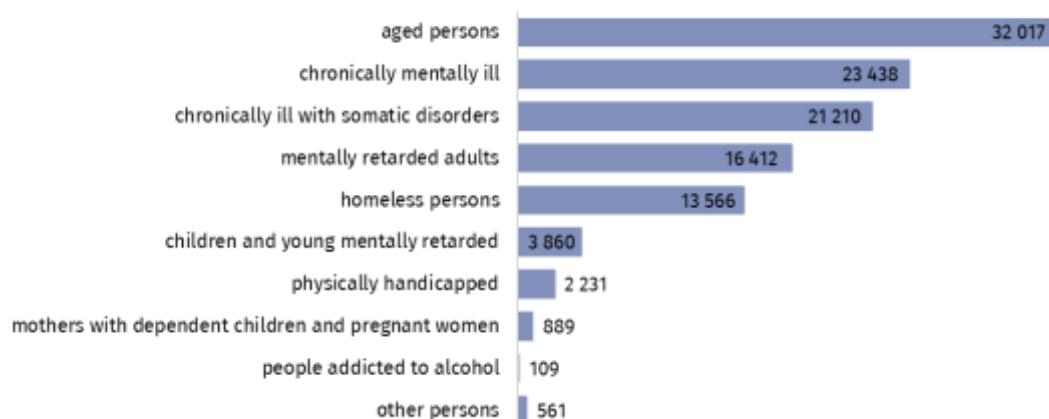 aged persons 32 017
chronically mentally ill 23 438
chronically ill with somatic disorders 21 210
mentally retarded adults 16 412
homeless persons 13 566
children and young mentally retarded 3 860
physically handicapped 2 231
mothers with dependent children and pregnant women 889
people addicted to alcohol 109
other persons 561